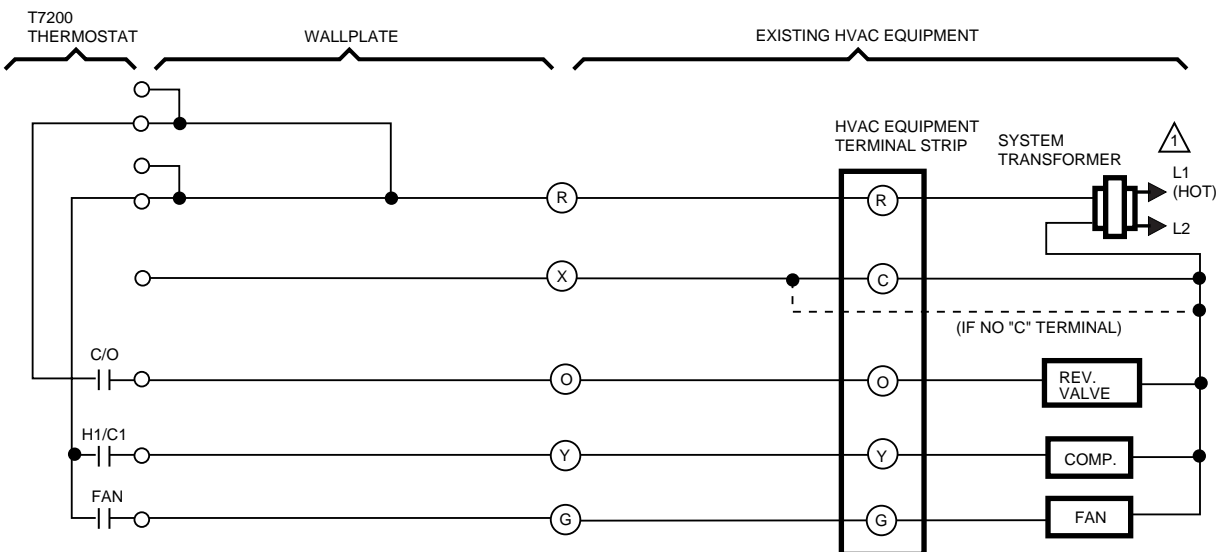 T7200
THERMOSTAT
WALLPLATE
EXISTING HVAC EQUIPMENT
HVAC EQUIPMENT
TERMINAL STRIP
SYSTEM
TRANSFORMER
1
L1
(HOT)
L2
R
R
X
C
(IF NO "C" TERMINAL)
C/O
O
O
REV.
VALVE
H1/C1
Y
Y
COMP.
FAN
G
G
FAN